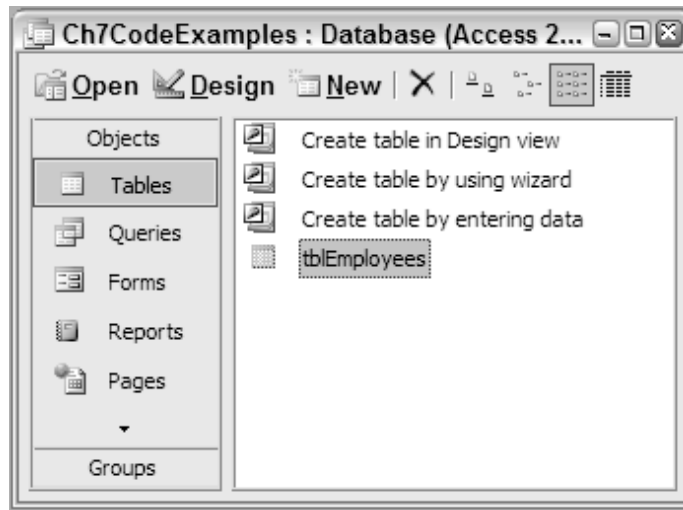 Ch7CodeExamples : Database (Access 2...
Open Design New
Objects
Tables
Queries
Forms
Reports
Pages
Groups
Create table in Design view
Create table by using wizard
Create table by entering data
tblEmployees